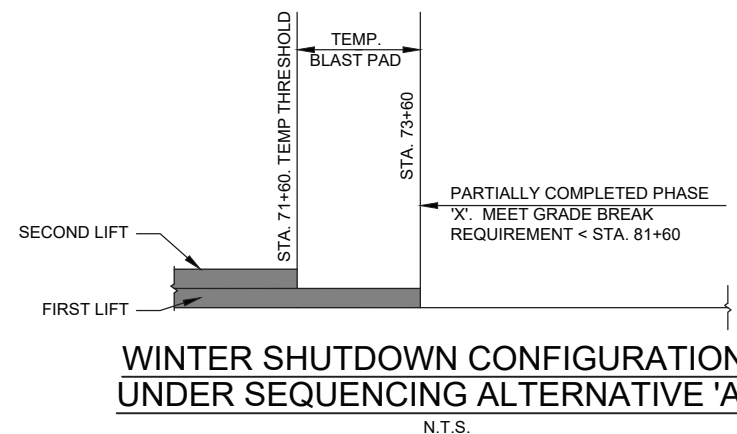 STA. 71+60. TEMP THRESHOLD
TEMP.
BLAST PAD
STA. 73+60
PARTIALLY COMPLETED PHASE
'X'. MEET GRADE BREAK
REQUIREMENT < STA. 81+60
SECOND LIFT
FIRST LIFT
WINTER SHUTDOWN CONFIGURATION
UNDER SEQUENCING ALTERNATIVE 'A
N.T.S.